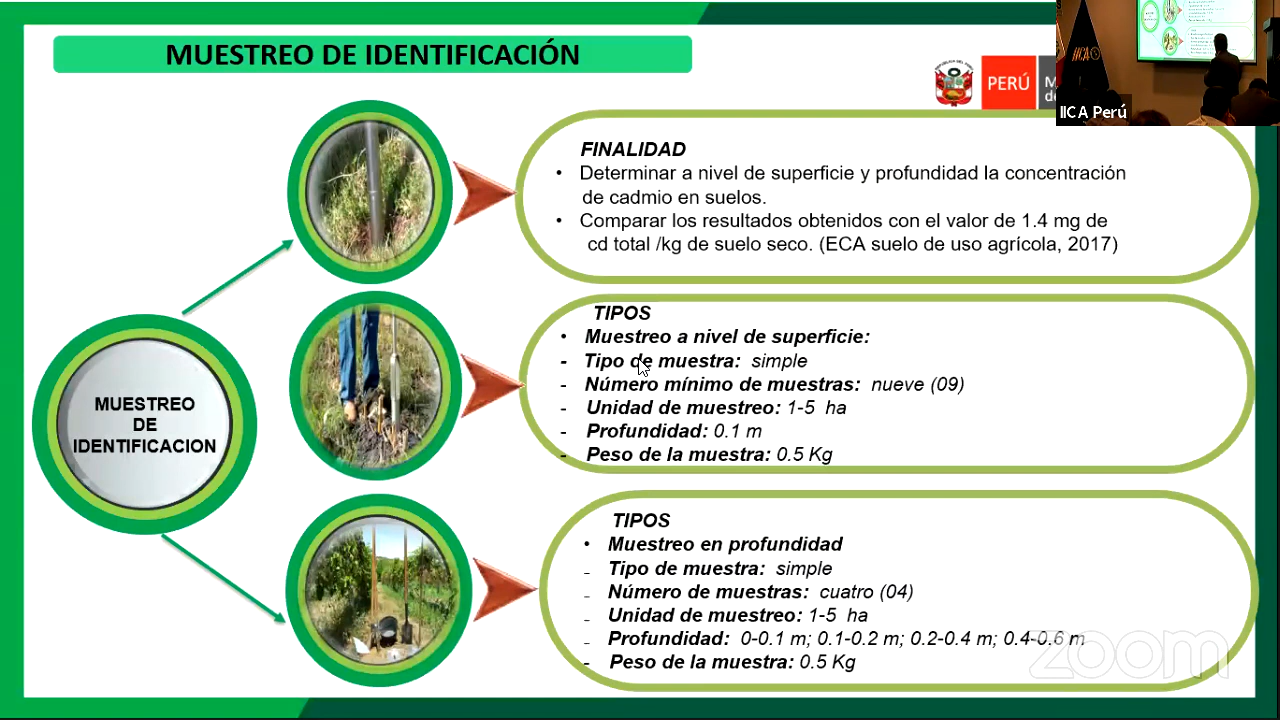 MUESTREO DE IDENTIFICACIÓN
PERÚ
IICA
IICA Perú
FINALIDAD
• Determinar a nivel de superficie y profundidad la concentración
de cadmio en suelos.
• Comparar los resultados obtenidos con el valor de 1.4 mg de
cd total /kg de suelo seco. (ECA suelo de uso agrícola, 2017)
TIPOS
• Muestreo a nivel de superficie:
- Tipo de muestra: simple
- Número mínimo de muestras: nueve (09)
- Unidad de muestreo: 1-5 ha
- Profundidad: 0.1 m
- Peso de la muestra: 0.5 Kg
MUESTREO
DE
IDENTIFICACION
TIPOS
• Muestreo en profundidad
- Tipo de muestra: simple
- Número de muestras: cuatro (04)
- Unidad de muestreo: 1-5 ha
- Profundidad: 0-0.1 m; 0.1-0.2 m; 0.2-0.4 m; 0.4-0.6 m
- Peso de la muestra: 0.5 Kg
zoom